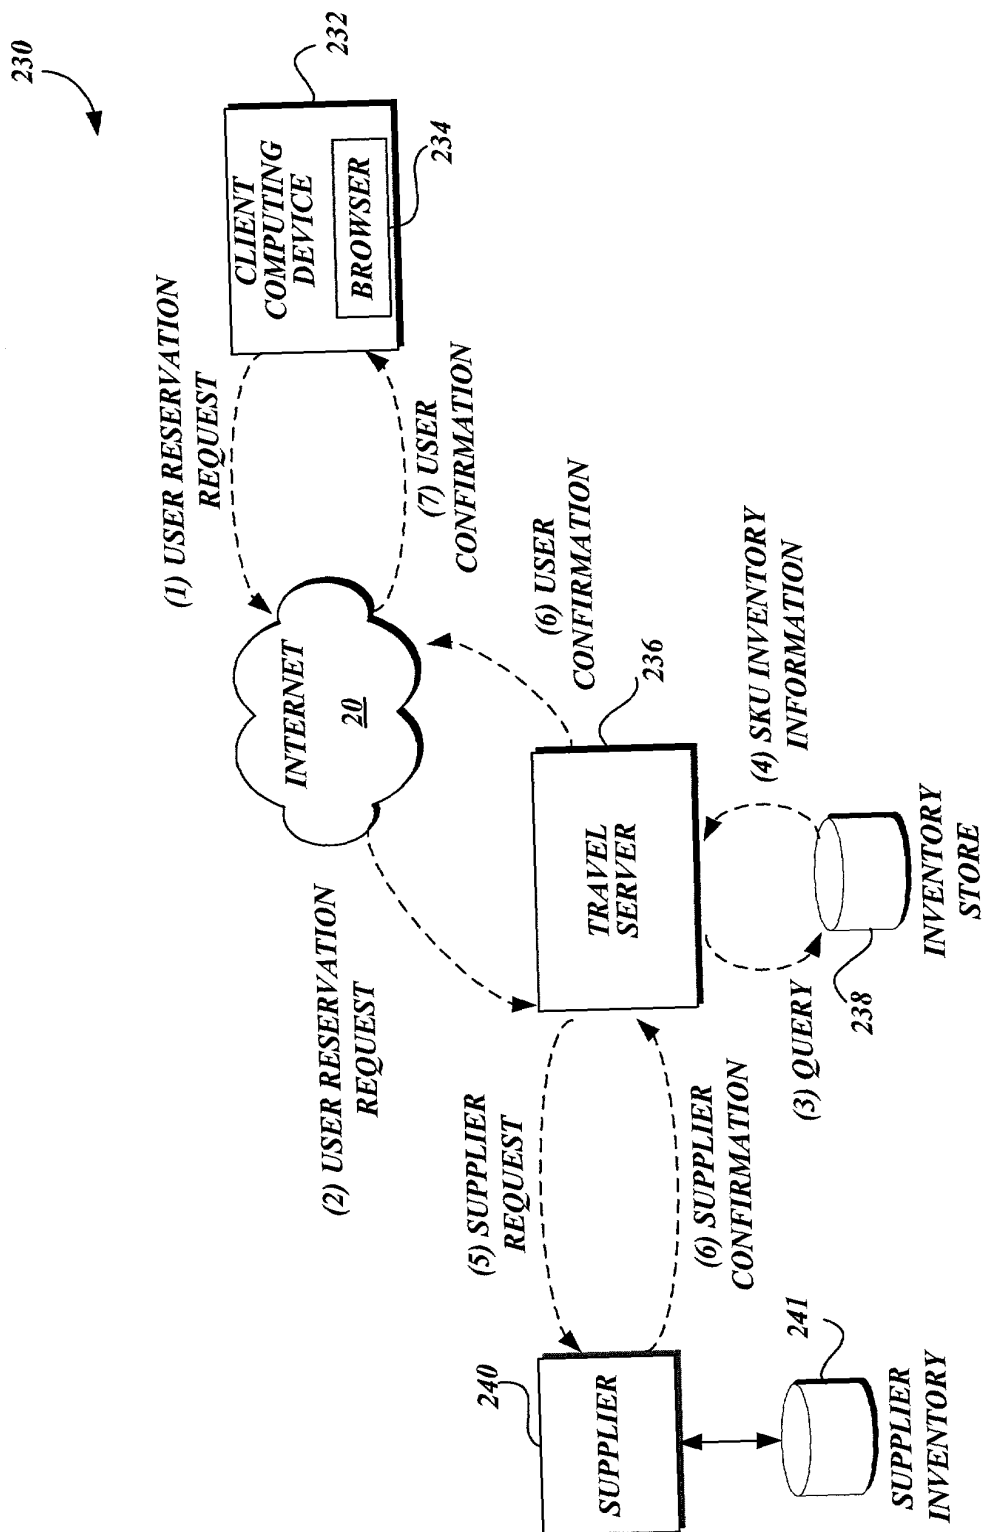 230
232
CLIENT
COMPUTING
DEVICE
BROWSER
234
(1) USER RESERVATION
REQUEST
(7) USER
CONFIRMATION
INTERNET
20
(6) USER
CONFIRMATION
236
(2) USER RESERVATION
REQUEST
TRAVEL
SERVER
(4) SKU INVENTORY
INFORMATION
(3) QUERY
238
INVENTORY
STORE
(5) SUPPLIER
REQUEST
(6) SUPPLIER
CONFIRMATION
240
SUPPLIER
241
SUPPLIER
INVENTORY